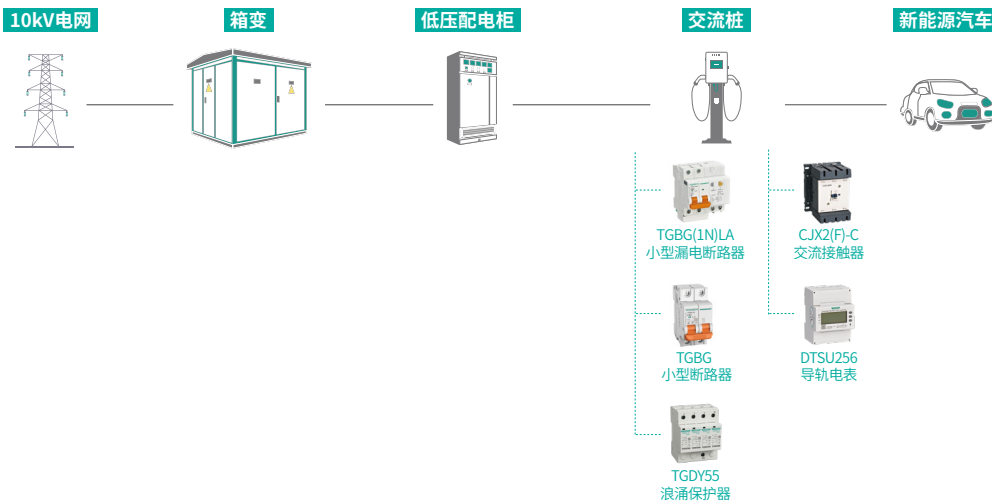 10kV电网
箱变
低压配电柜
交流桩
新能源汽车
TGBG(1N)LA
小型漏电断路器
CJX2(F)-C
交流接触器
TGBG
小型断路器
DTSU256
导轨电表
TGDY55
浪涌保护器